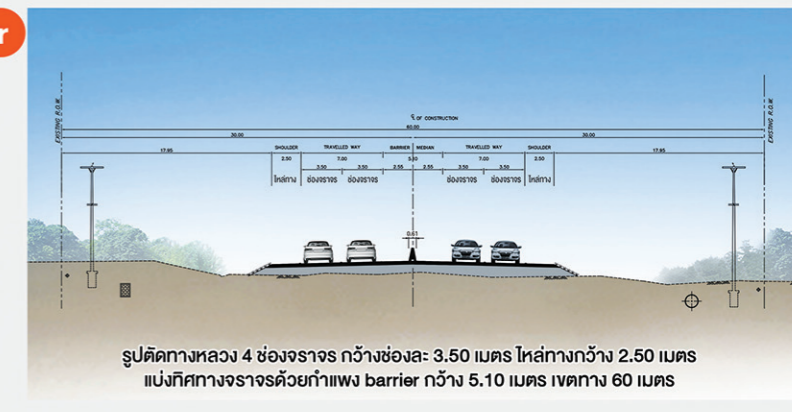 r
EXISTING R.O.W.
EXISTING R.O.W.
℄ OF CONSTRUCTION
60.00
30.00 30.00
SHOULDER TRAVELLED WAY BARRIER MEDIAN TRAVELLED WAY SHOULDER
17.95 2.50 7.00 5.10 7.00 2.50 17.95
3.50 3.50 2.55 2.55 3.50 3.50
ไหล่ทาง ช่องจราจร ช่องจราจร ช่องจราจร ช่องจราจร ไหล่ทาง
0.61
รูปตัดทางหลวง 4 ช่องจราจร กว้างช่องละ 3.50 เมตร ไหล่ทางกว้าง 2.50 เมตร
แบ่งทิศทางจราจรด้วยกำแพง barrier กว้าง 5.10 เมตร เขตทาง 60 เมตร